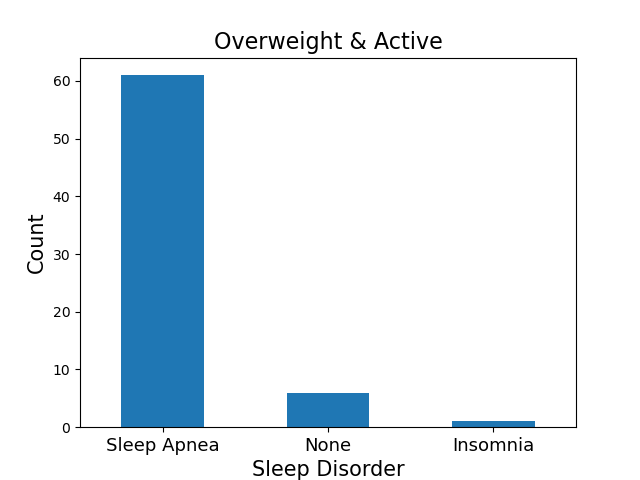 Overweight & Active
Count
60
50
40
30
20
10
0
Sleep Apnea
None
Insomnia
Sleep Disorder